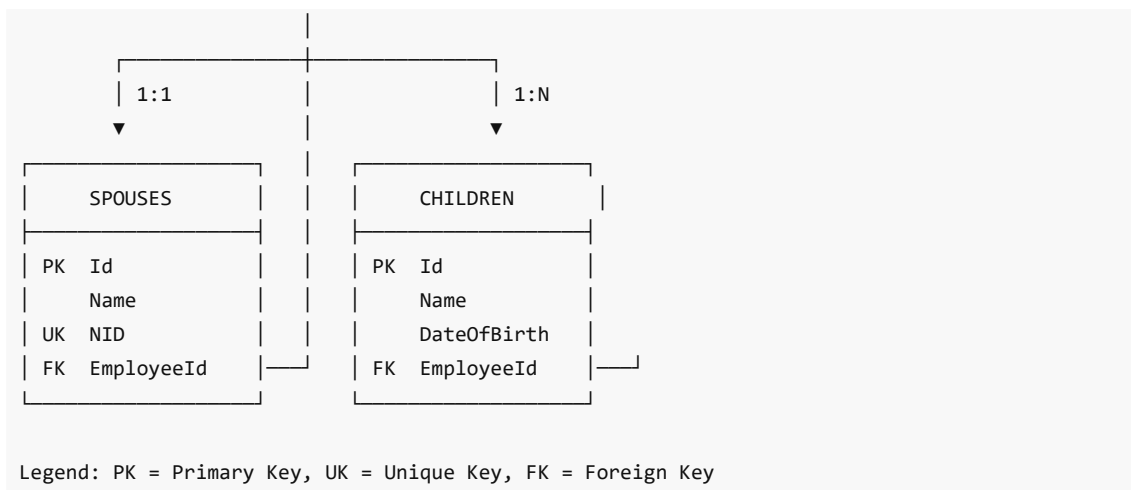 1:1 1:N
SPOUSES CHILDREN
PK Id PK Id
Name Name
UK NID DateOfBirth
FK EmployeeId FK EmployeeId
Legend: PK = Primary Key, UK = Unique Key, FK = Foreign Key